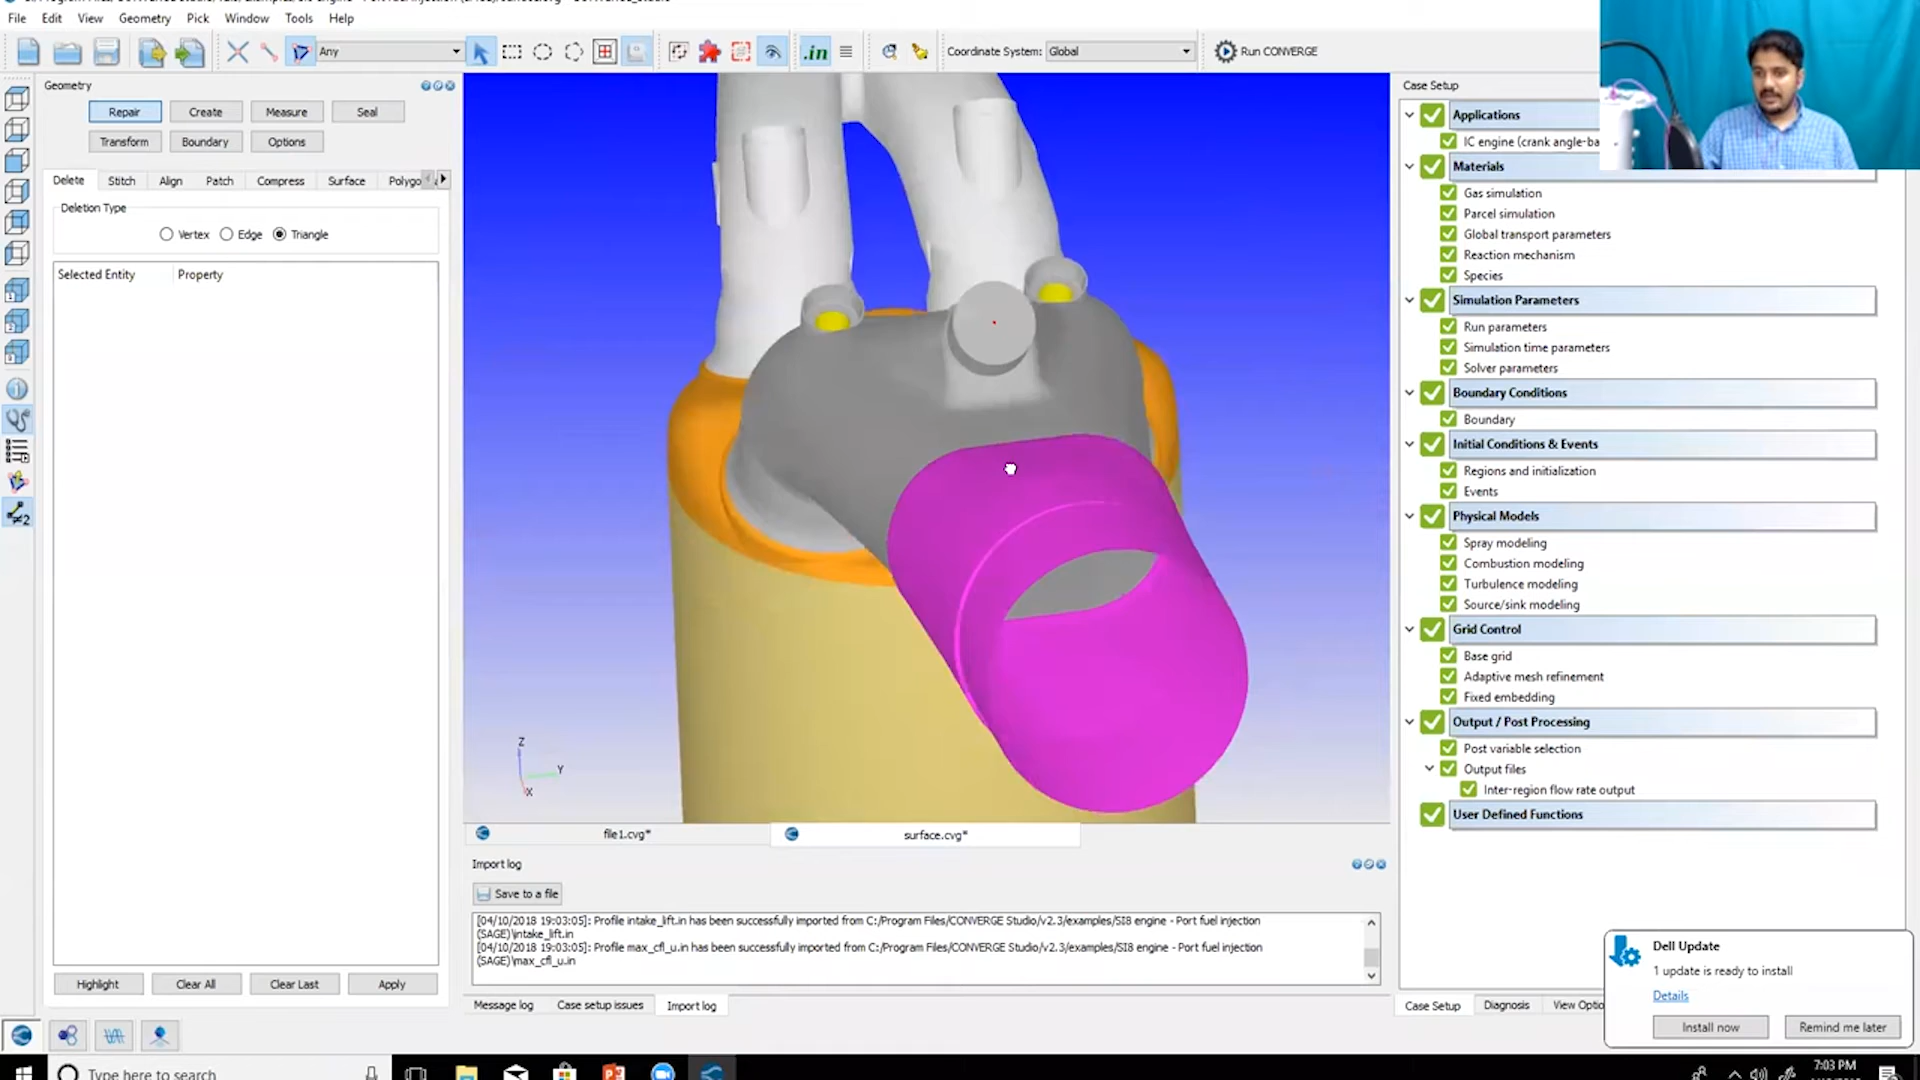 File Edit View Geometry Pick Window Tools Help
Any
.in
Coordinate System: Global
Run CONVERGE
Geometry
Repair Create Measure Seal
Transform Boundary Options
Delete Stitch Align Patch Compress Surface Polygo
Deletion Type
Vertex Edge Triangle
Selected Entity Property
Highlight Clear All Clear Last Apply
Z
Y
X
file1.cvg*
surface.cvg*
Import log
Save to a file
[04/10/2018 19:03:05]: Profile intake_lift.in has been successfully imported from C:/Program Files/CONVERGE Studio/v2.3/examples/SI8 engine - Port fuel injection
(SAGE)\intake_lift.in
[04/10/2018 19:03:05]: Profile max_cfl_u.in has been successfully imported from C:/Program Files/CONVERGE Studio/v2.3/examples/SI8 engine - Port fuel injection
(SAGE)\max_cfl_u.in
Message log Case setup issues Import log
Case Setup
Applications
IC engine (crank angle-ba
Materials
Gas simulation
Parcel simulation
Global transport parameters
Reaction mechanism
Species
Simulation Parameters
Run parameters
Simulation time parameters
Solver parameters
Boundary Conditions
Boundary
Initial Conditions & Events
Regions and initialization
Events
Physical Models
Spray modeling
Combustion modeling
Turbulence modeling
Source/sink modeling
Grid Control
Base grid
Adaptive mesh refinement
Fixed embedding
Output / Post Processing
Post variable selection
Output files
Inter-region flow rate output
User Defined Functions
Case Setup Diagnosis View Optio
Dell Update
1 update is ready to install
Details
Install now Remind me later
Type here to search
7:03 PM